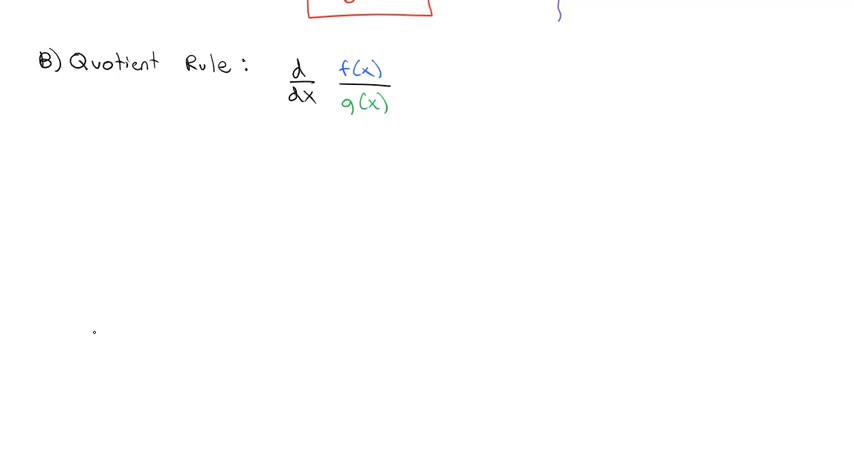 B) Quotient Rule: d/dx f(x)/g(x)